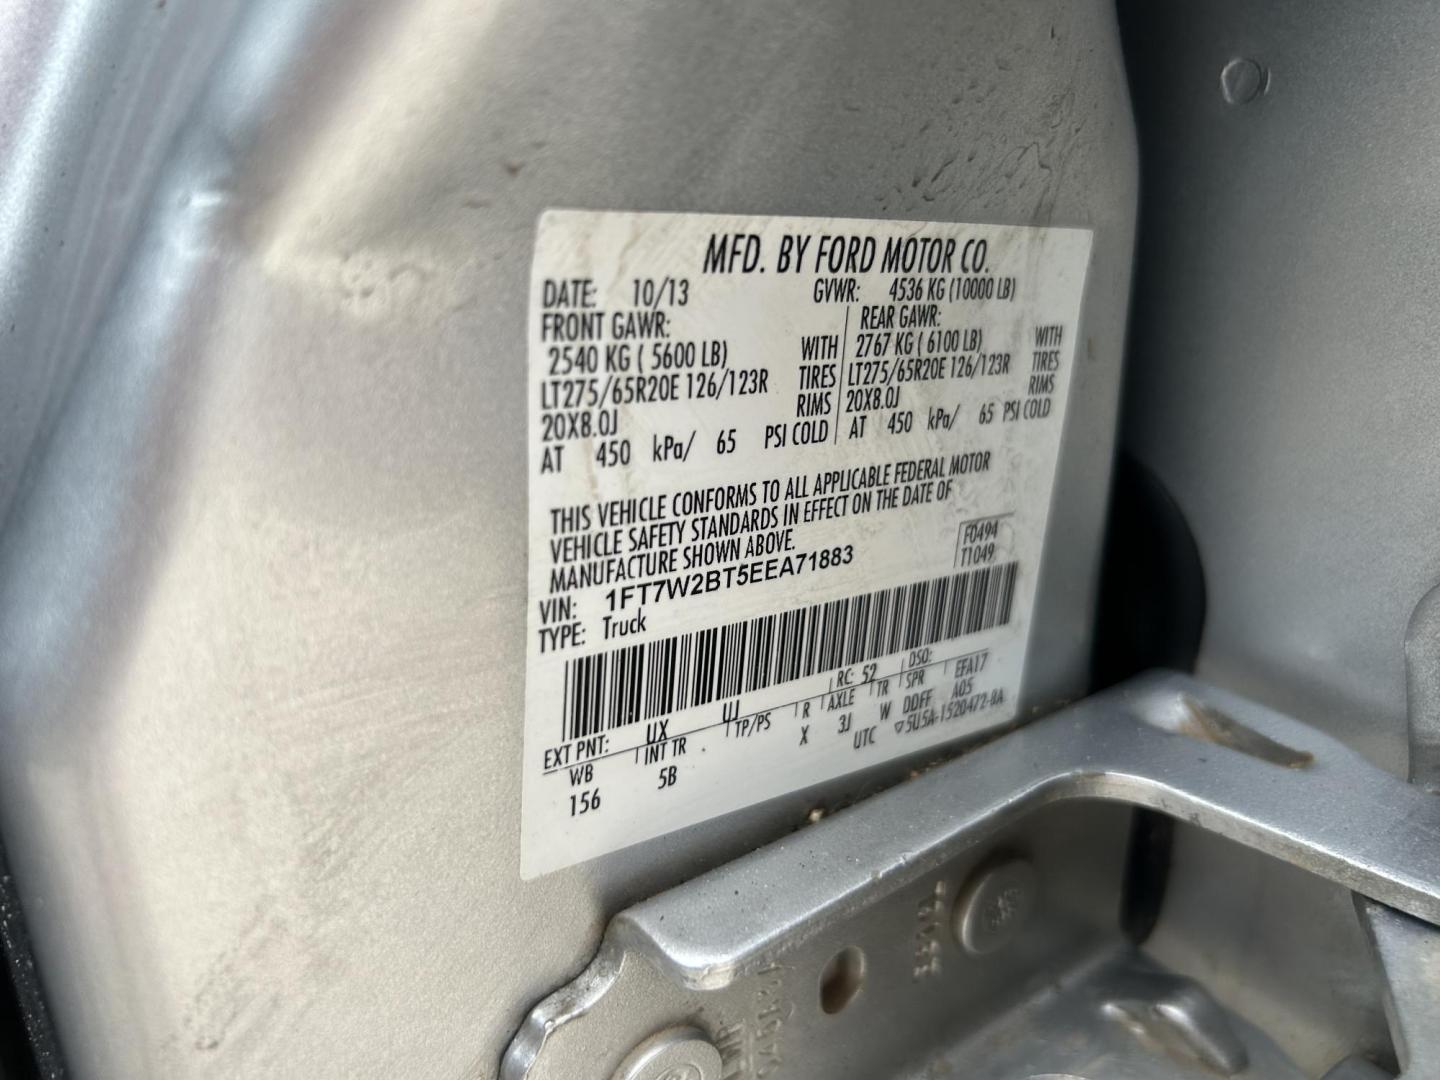 MFD. BY FORD MOTOR CO.
DATE: 10/13 GVWR: 4536 KG (10000 LB)
FRONT GAWR:
2540 KG ( 5600 LB) WITH
LT275/65R20E 126/123R TIRES
20X8.0J RIMS
AT 450 kPa/ 65 PSI COLD
REAR GAWR:
2767 KG ( 6100 LB) WITH
LT275/65R20E 126/123R TIRES
20X8.0J RIMS
AT 450 kPa/ 65 PSI COLD
THIS VEHICLE CONFORMS TO ALL APPLICABLE FEDERAL MOTOR
VEHICLE SAFETY STANDARDS IN EFFECT ON THE DATE OF
MANUFACTURE SHOWN ABOVE.
F0494
T1049
VIN: 1FT7W2BT5EEA71883
TYPE: Truck
EXT PNT: UX UJ RC: 52 DSO:
WB INT TR TP/PS R AXLE TR SPR EFA17
156 5B X 3J W DDFF A05
UTC ▽5U5A-1520472-0A